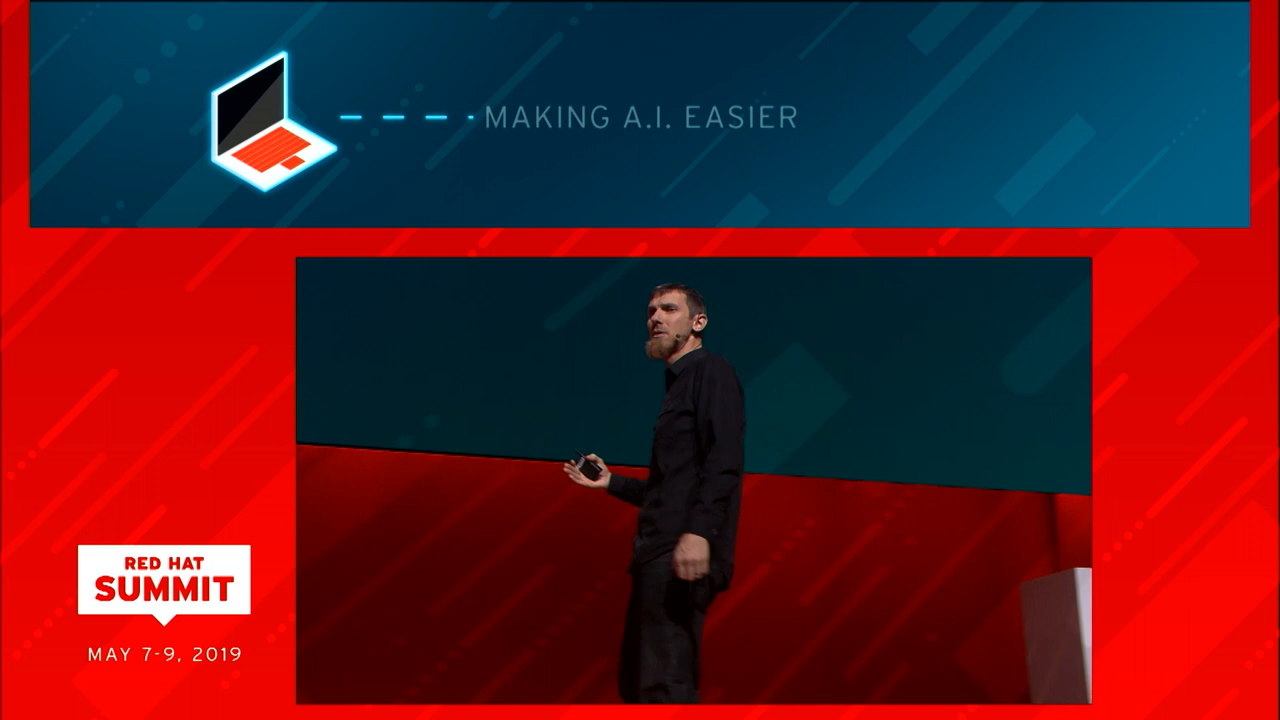 MAKING A.I. EASIER
RED HAT
SUMMIT
MAY 7-9, 2019